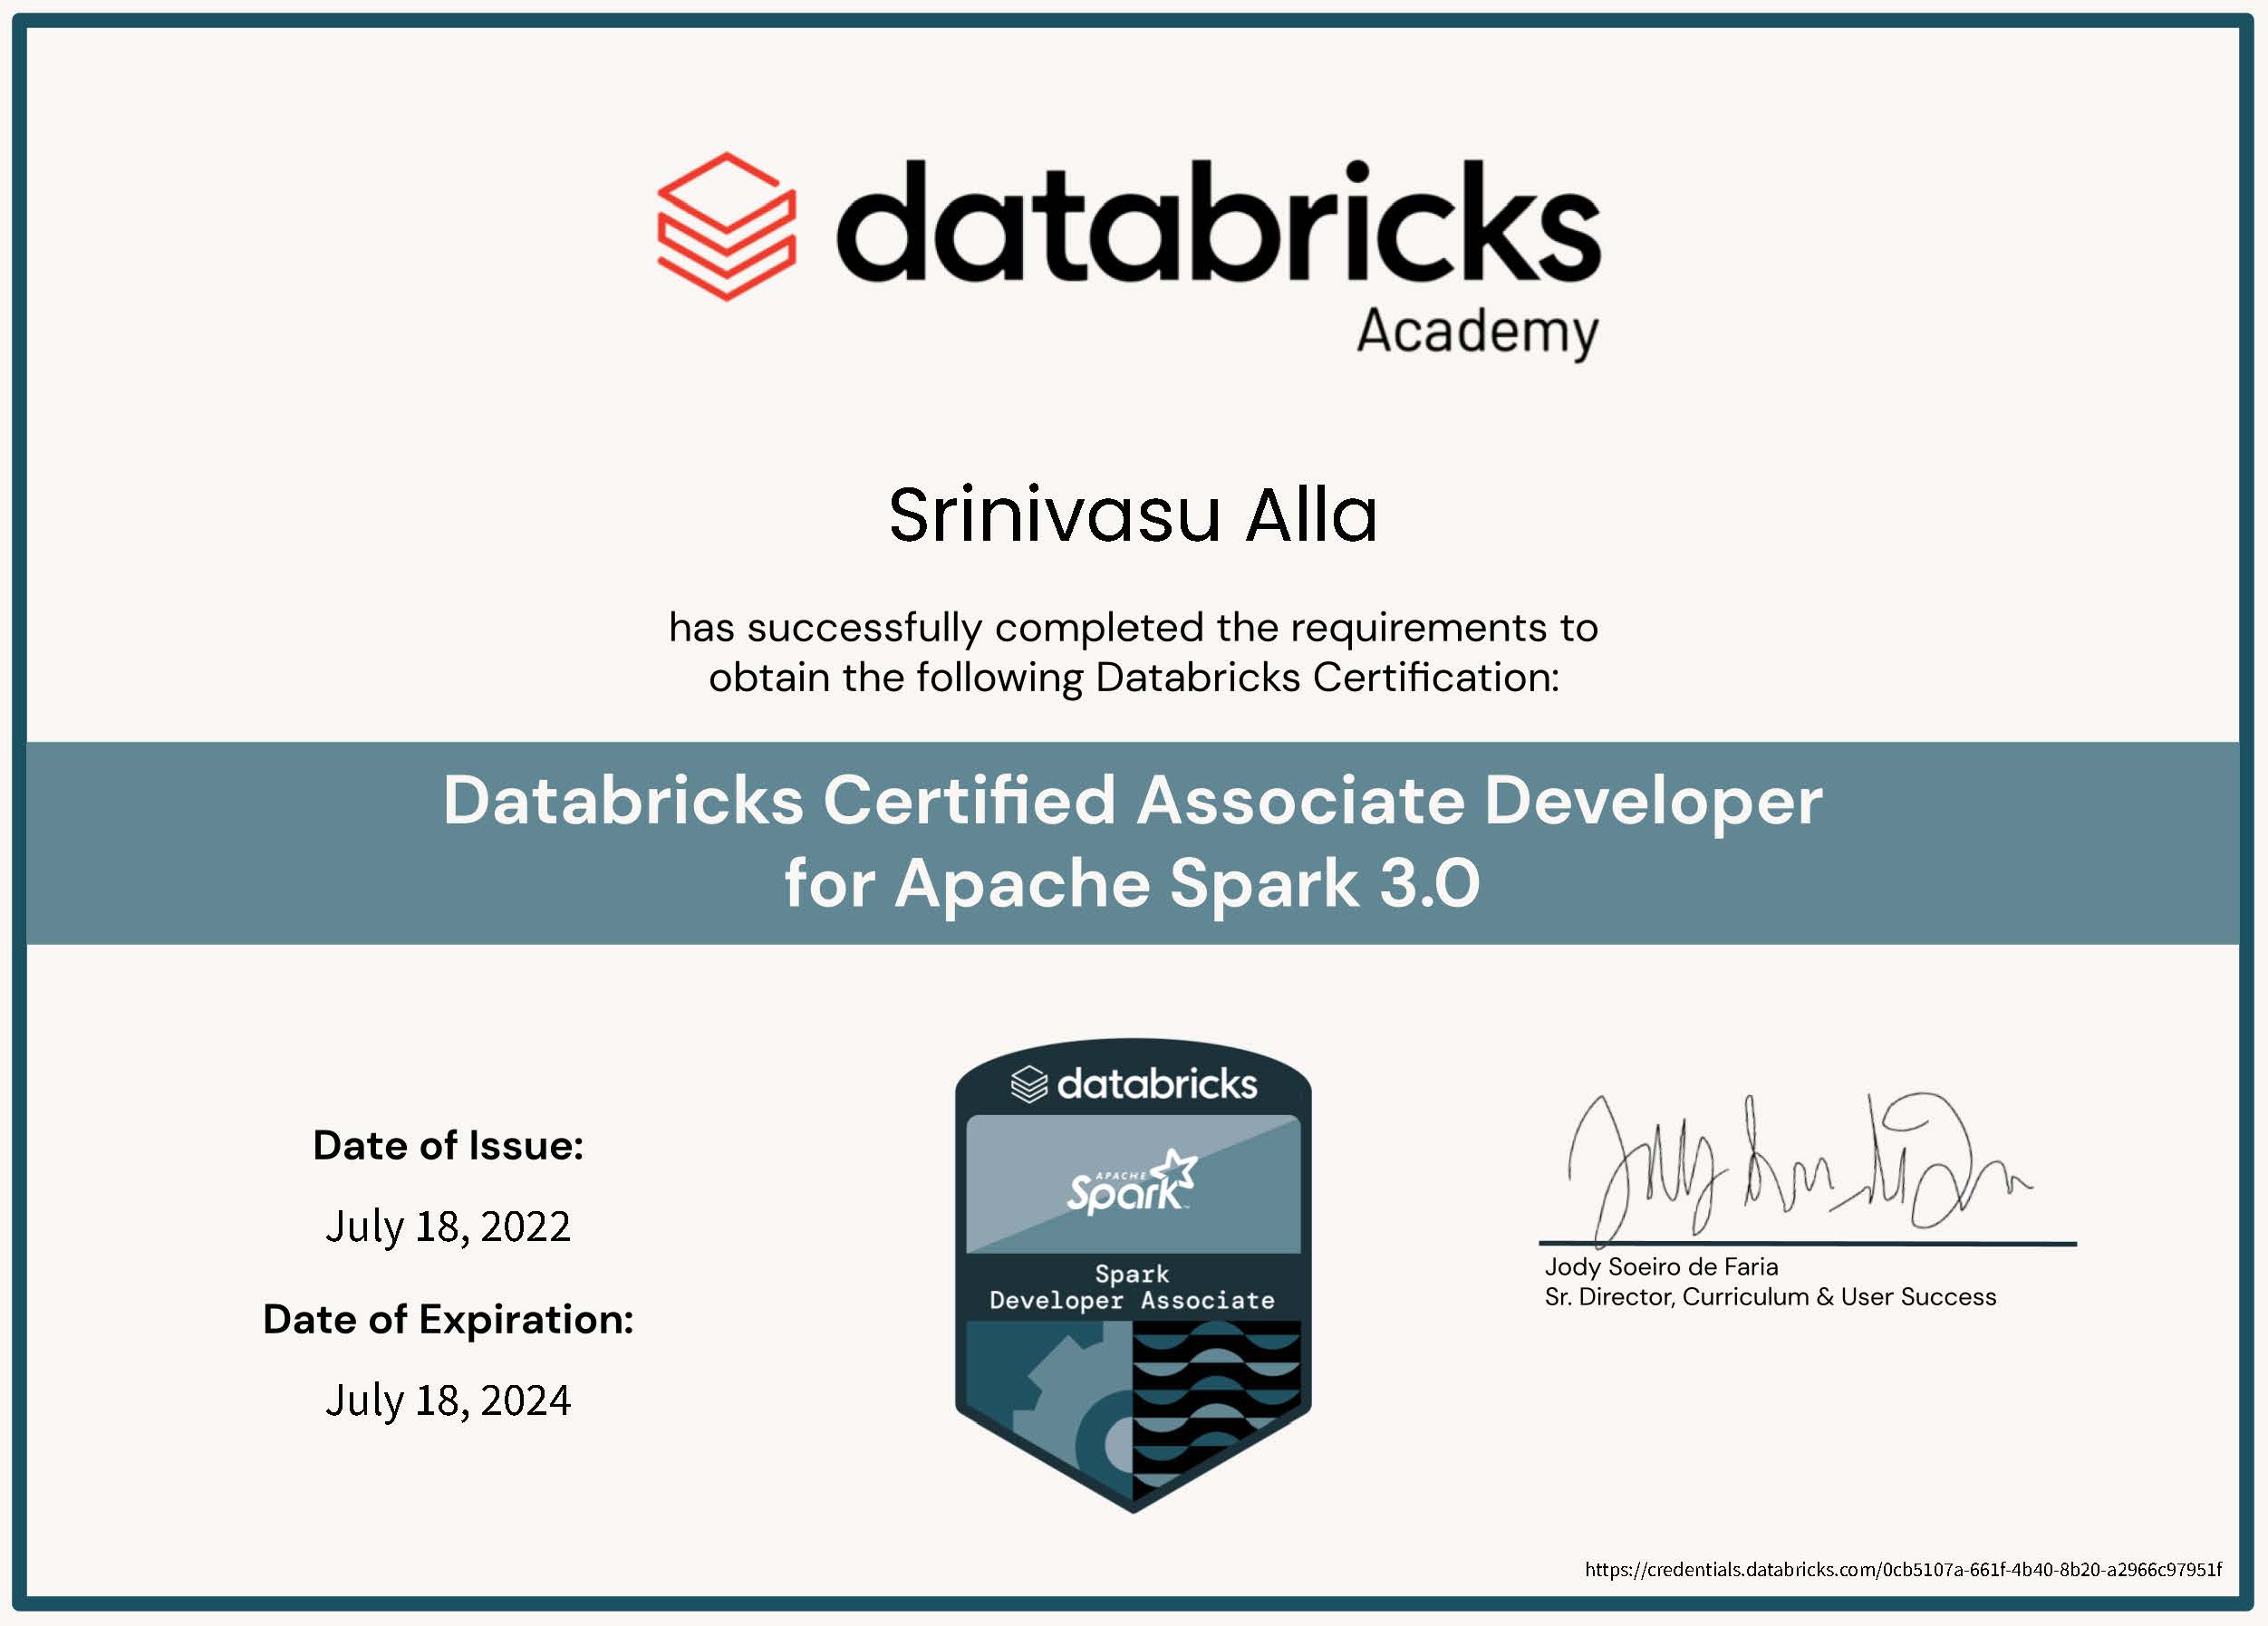 databricks
Academy
Srinivasu Alla
has successfully completed the requirements to
obtain the following Databricks Certification:
Databricks Certified Associate Developer
for Apache Spark 3.0
Date of Issue:
July 18, 2022
Date of Expiration:
July 18, 2024
databricks
APACHE
Spark
Spark
Developer Associate
Jody Soeiro de Faria
Sr. Director, Curriculum & User Success
https://credentials.databricks.com/0cb5107a-661f-4b40-8b20-a2966c97951f